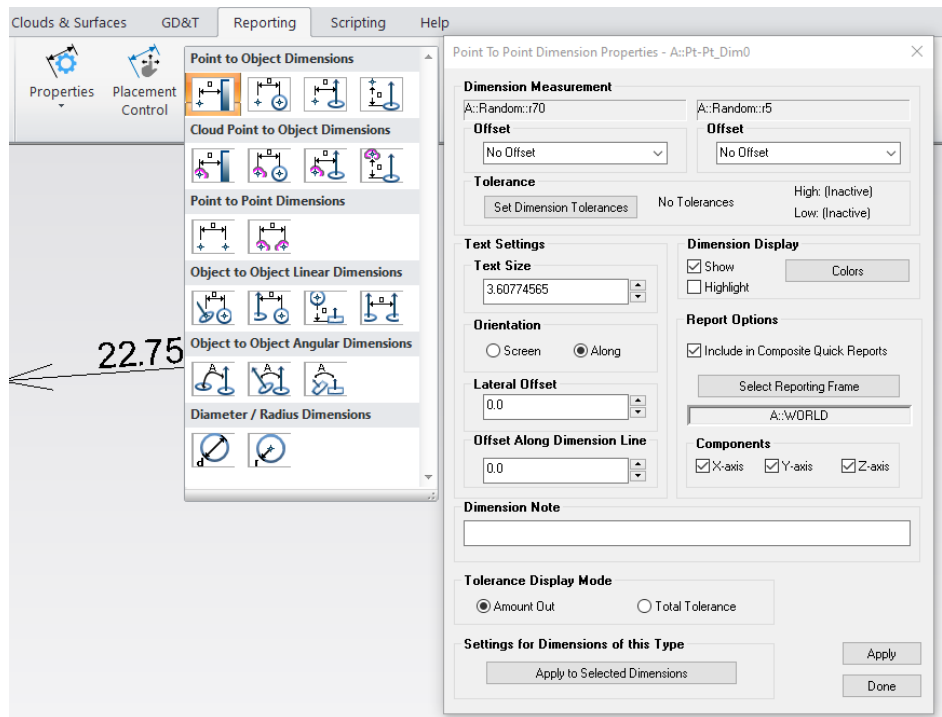 Clouds & Surfaces GD&T Reporting Scripting Help
Properties
Placement
Control
Point to Object Dimensions
Cloud Point to Object Dimensions
Point to Point Dimensions
Object to Object Linear Dimensions
Object to Object Angular Dimensions
A
A
A
Diameter / Radius Dimensions
d
r
22.75
Point To Point Dimension Properties - A::Pt-Pt_Dim0
Dimension Measurement
A::Random::r70 A::Random::r5
Offset Offset
No Offset No Offset
Tolerance
Set Dimension Tolerances No Tolerances High: (Inactive)
Low: (Inactive)
Text Settings
Text Size
3.60774565
Orientation
Screen Along
Lateral Offset
0.0
Offset Along Dimension Line
0.0
Dimension Display
Show Colors
Highlight
Report Options
Include in Composite Quick Reports
Select Reporting Frame
A::WORLD
Components
X-axis Y-axis Z-axis
Dimension Note
Tolerance Display Mode
Amount Out Total Tolerance
Settings for Dimensions of this Type
Apply to Selected Dimensions
Apply
Done